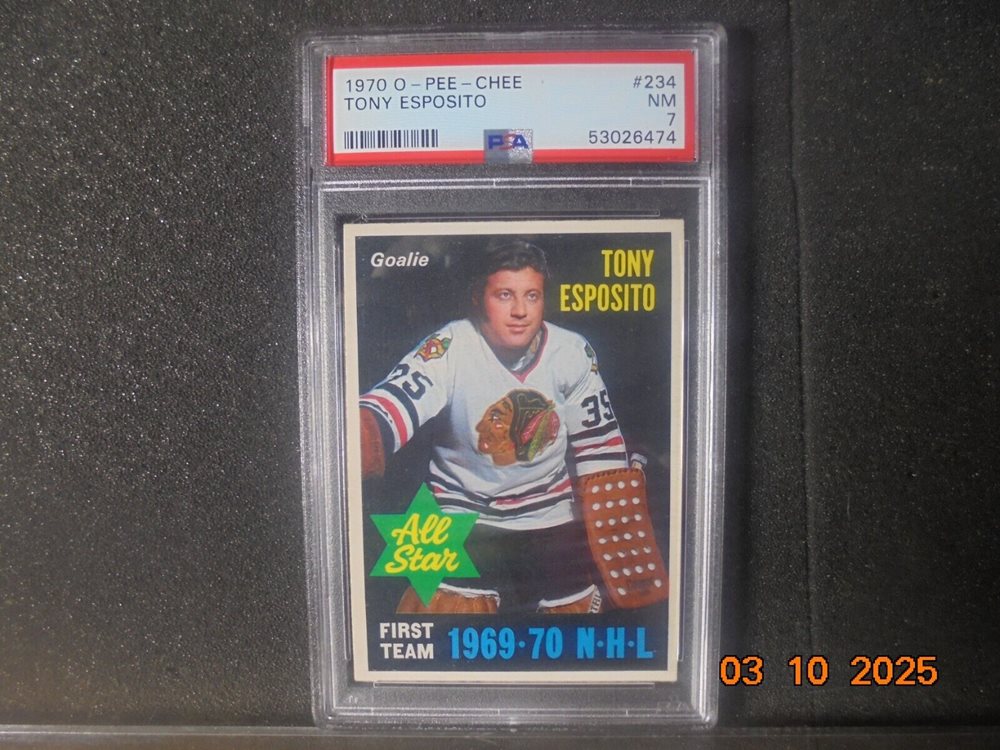 1970 O-PEE-CHEE #234
TONY ESPOSITO NM
7
PSA 53026474
Goalie
TONY
ESPOSITO
35
35
All
Star
FIRST
TEAM
1969·70 N·H·L
03 10 2025